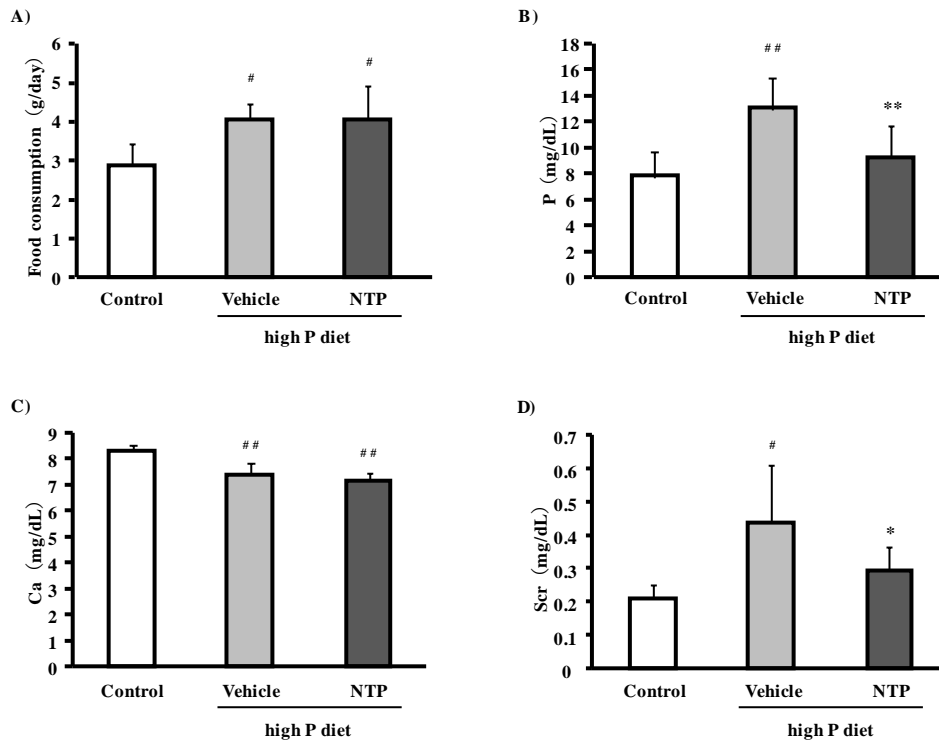 A)
Food consumption (g/day)
6
5
4
3
2
1
0
#
#
Control
Vehicle
NTP
high P diet
B)
P (mg/dL)
18
16
14
12
10
8
6
4
2
0
# #
**
Control
Vehicle
NTP
high P diet
C)
Ca (mg/dL)
9
8
7
6
5
4
3
2
1
0
# #
# #
Control
Vehicle
NTP
high P diet
D)
Scr (mg/dL)
0.7
0.6
0.5
0.4
0.3
0.2
0.1
0
#
*
Control
Vehicle
NTP
high P diet